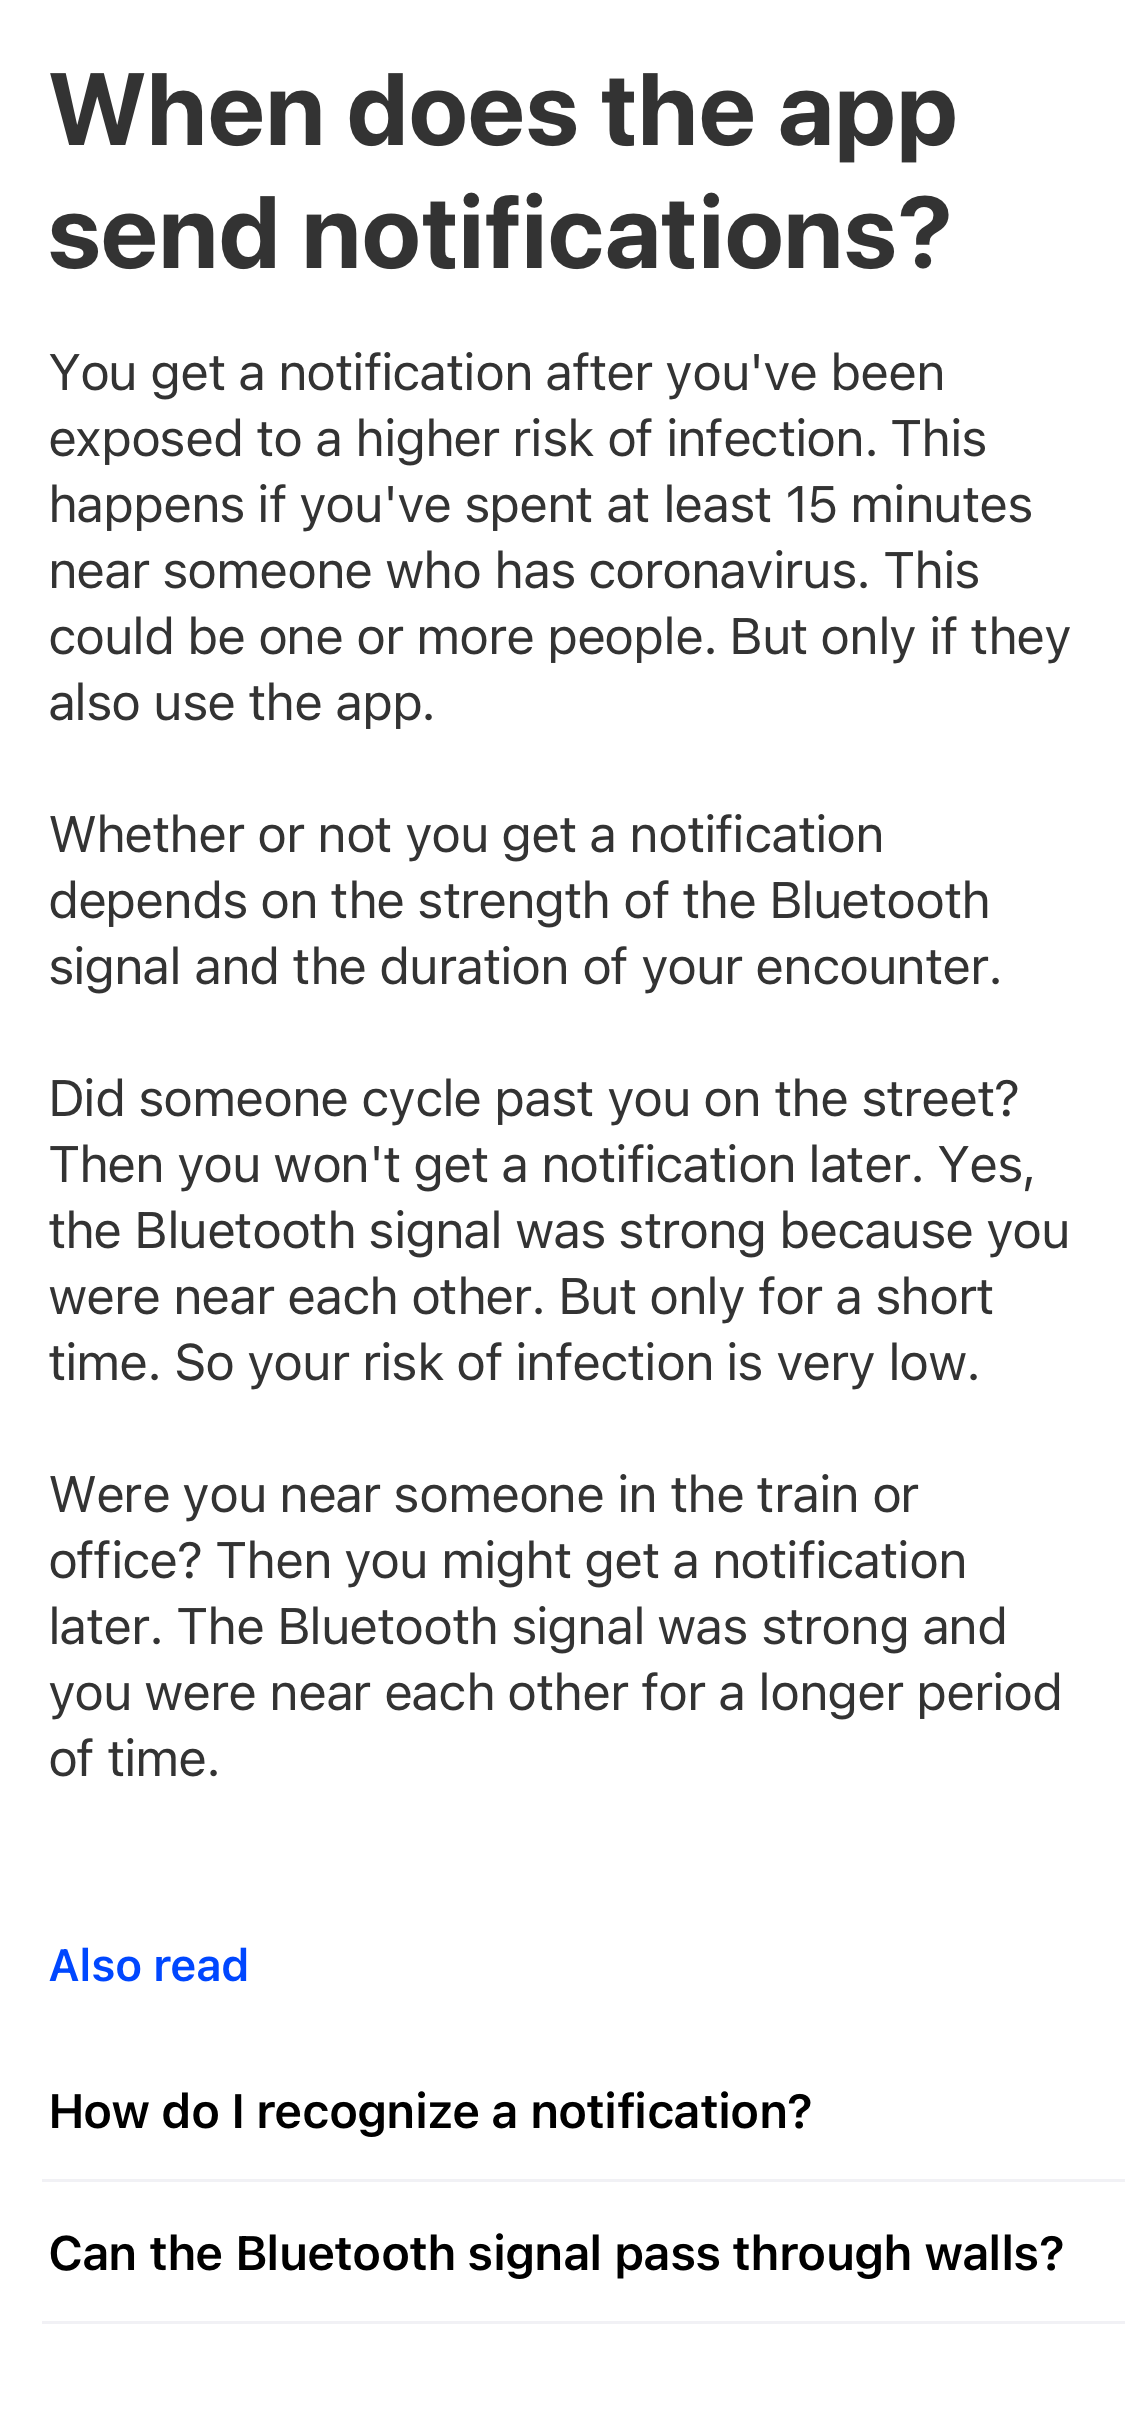 When does the app
send notifications?
You get a notification after you've been
exposed to a higher risk of infection. This
happens if you've spent at least 15 minutes
near someone who has coronavirus. This
could be one or more people. But only if they
also use the app.
Whether or not you get a notification
depends on the strength of the Bluetooth
signal and the duration of your encounter.
Did someone cycle past you on the street?
Then you won't get a notification later. Yes,
the Bluetooth signal was strong because you
were near each other. But only for a short
time. So your risk of infection is very low.
Were you near someone in the train or
office? Then you might get a notification
later. The Bluetooth signal was strong and
you were near each other for a longer period
of time.
Also read
How do I recognize a notification?
Can the Bluetooth signal pass through walls?